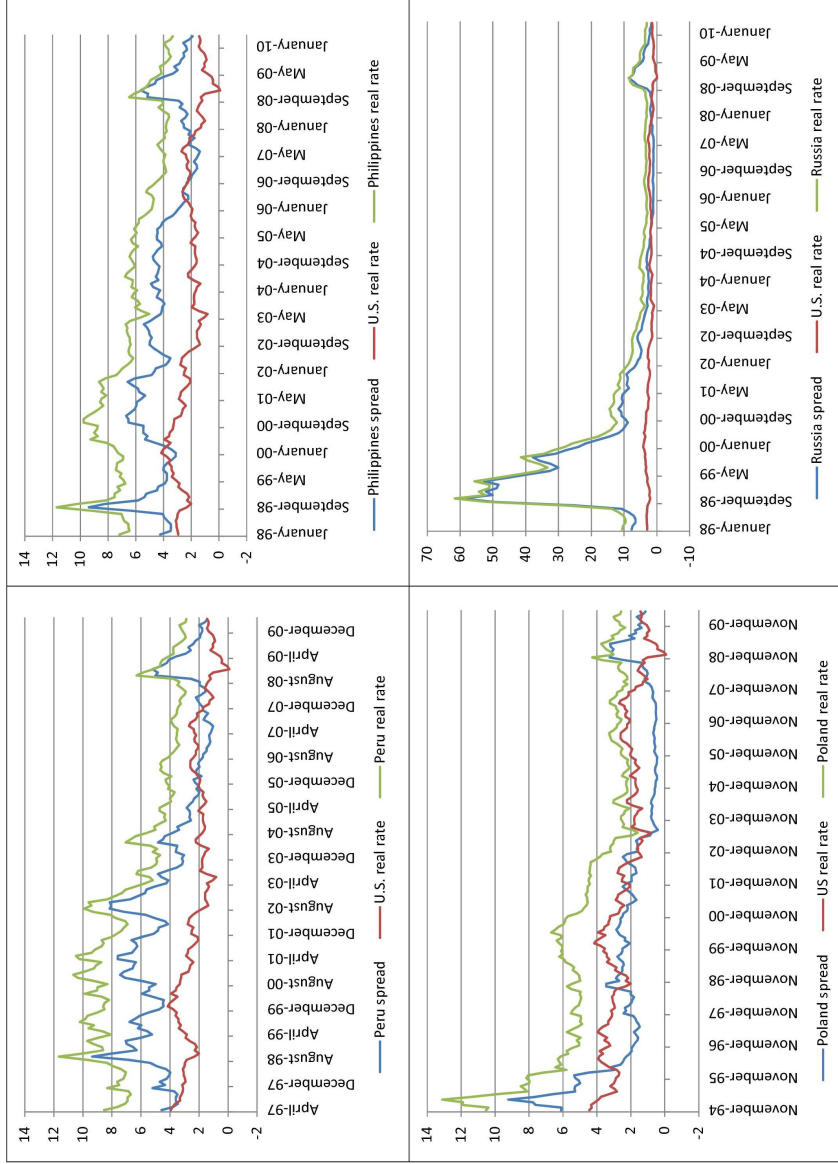 14
12
10
8
6
4
2
0
-2
April-97
December-97
August-98
April-99
December-99
August-00
April-01
December-01
August-02
April-03
December-03
August-04
April-05
December-05
August-06
April-07
December-07
August-08
April-09
December-09
Peru spread
U.S. real rate
Peru real rate
14
12
10
8
6
4
2
0
-2
January-98
September-98
May-99
January-00
September-00
May-01
January-02
September-02
May-03
January-04
September-04
May-05
January-06
September-06
May-07
January-08
September-08
May-09
January-10
Philippines spread
U.S. real rate
Philippines real rate
14
12
10
8
6
4
2
0
-2
November-94
November-95
November-96
November-97
November-98
November-99
November-00
November-01
November-02
November-03
November-04
November-05
November-06
November-07
November-08
November-09
Poland spread
US real rate
Poland real rate
70
60
50
40
30
20
10
0
-10
January-98
September-98
May-99
January-00
September-00
May-01
January-02
September-02
May-03
January-04
September-04
May-05
January-06
September-06
May-07
January-08
September-08
May-09
January-10
Russia spread
U.S. real rate
Russia real rate